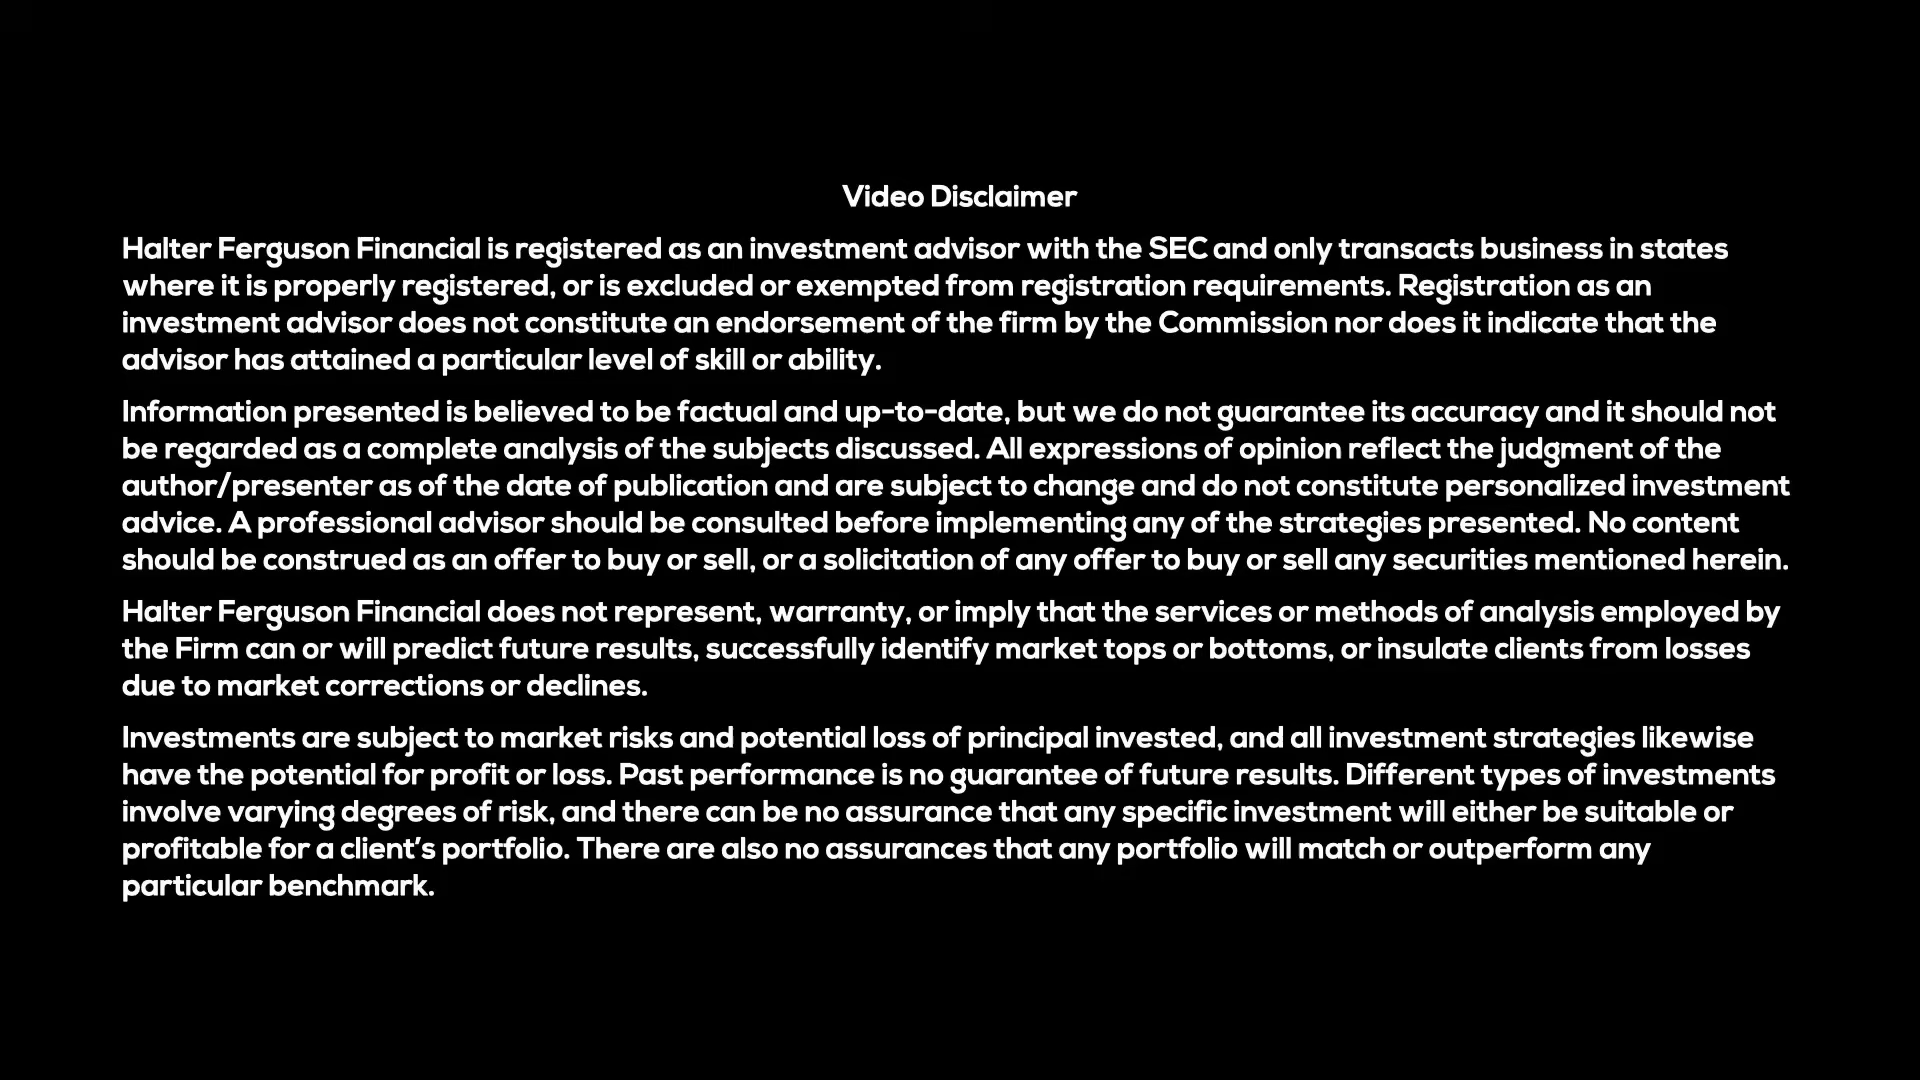 Video Disclaimer
Halter Ferguson Financial is registered as an investment advisor with the SEC and only transacts business in states
where it is properly registered, or is excluded or exempted from registration requirements. Registration as an
investment advisor does not constitute an endorsement of the firm by the Commission nor does it indicate that the
advisor has attained a particular level of skill or ability.
Information presented is believed to be factual and up-to-date, but we do not guarantee its accuracy and it should not
be regarded as a complete analysis of the subjects discussed. All expressions of opinion reflect the judgment of the
author/presenter as of the date of publication and are subject to change and do not constitute personalized investment
advice. A professional advisor should be consulted before implementing any of the strategies presented. No content
should be construed as an offer to buy or sell, or a solicitation of any offer to buy or sell any securities mentioned herein.
Halter Ferguson Financial does not represent, warranty, or imply that the services or methods of analysis employed by
the Firm can or will predict future results, successfully identify market tops or bottoms, or insulate clients from losses
due to market corrections or declines.
Investments are subject to market risks and potential loss of principal invested, and all investment strategies likewise
have the potential for profit or loss. Past performance is no guarantee of future results. Different types of investments
involve varying degrees of risk, and there can be no assurance that any specific investment will either be suitable or
profitable for a client’s portfolio. There are also no assurances that any portfolio will match or outperform any
particular benchmark.